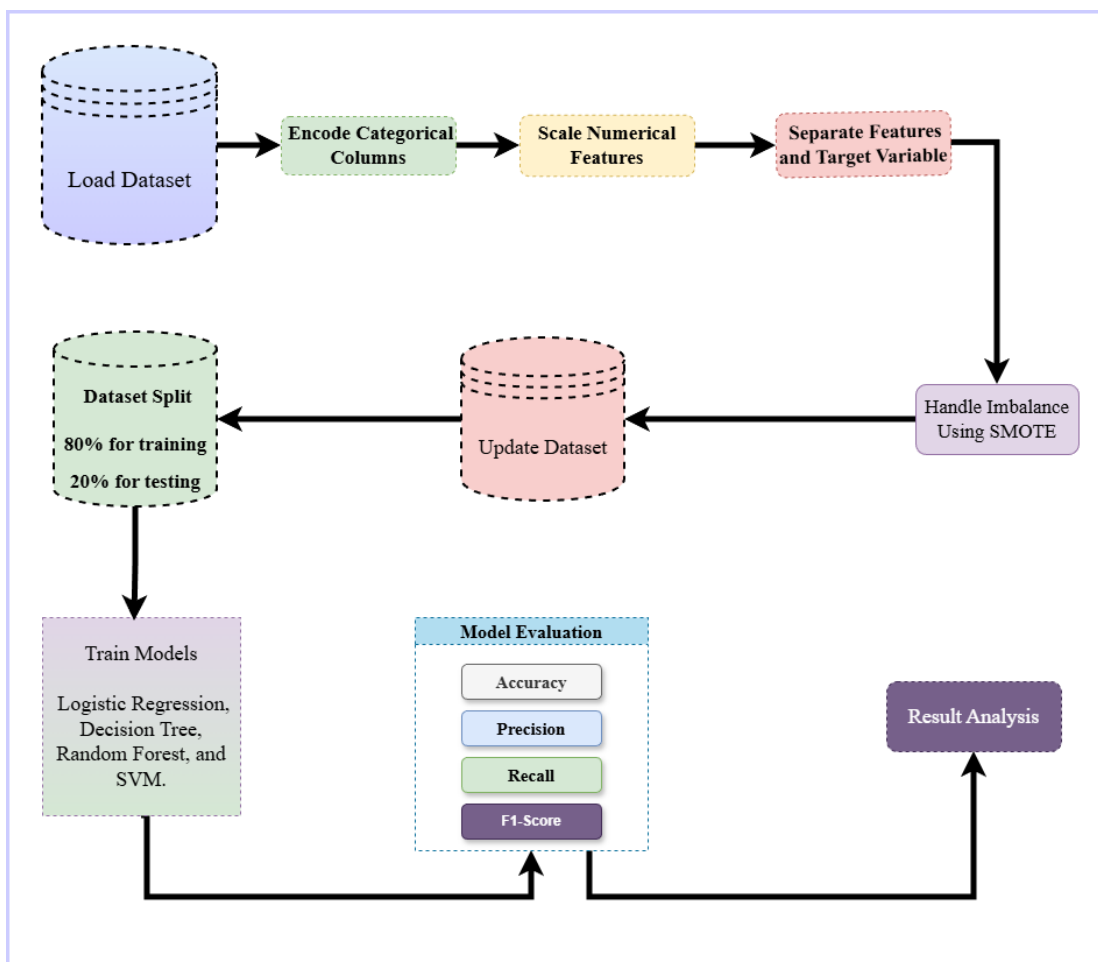 Load Dataset
Encode Categorical
Columns
Scale Numerical
Features
Separate Features
and Target Variable
Handle Imbalance
Using SMOTE
Update Dataset
Dataset Split
80% for training
20% for testing
Train Models
Logistic Regression,
Decision Tree,
Random Forest, and
SVM.
Model Evaluation
Accuracy
Precision
Recall
F1-Score
Result Analysis